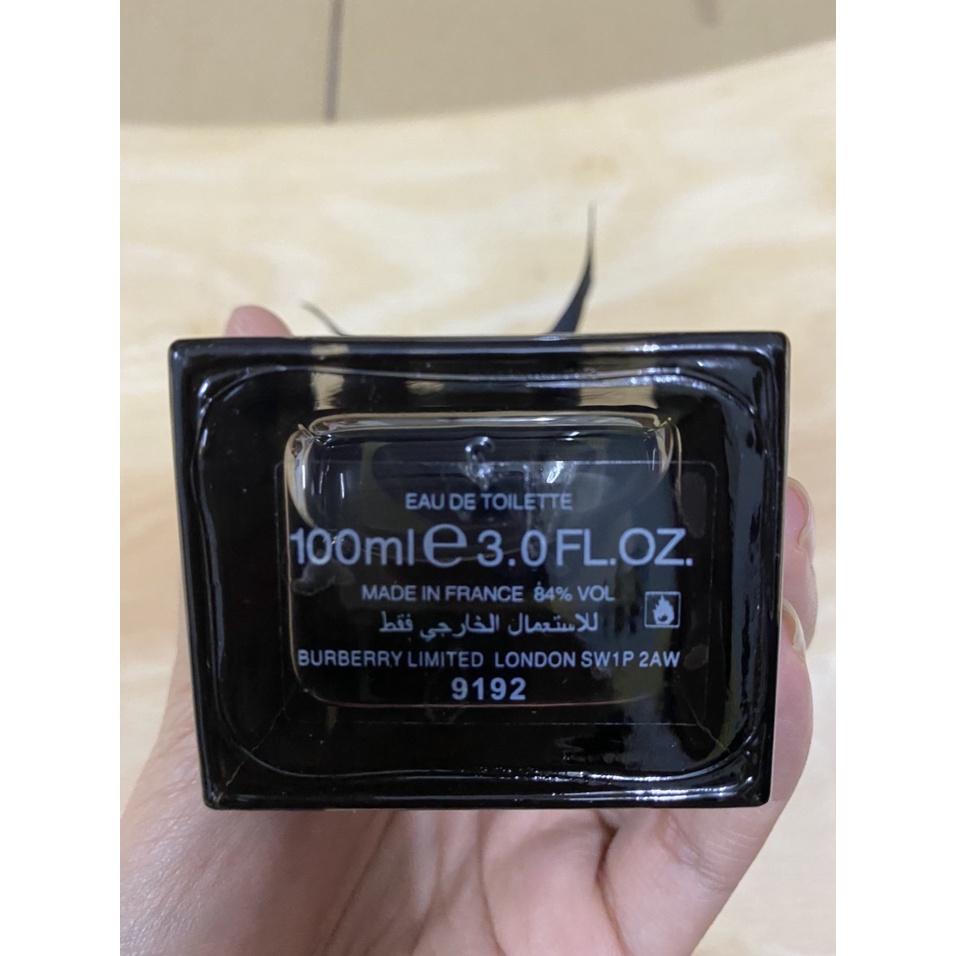 EAU DE TOILETTE
100ml e 3.0 FL.OZ.
MADE IN FRANCE 84% VOL
للاستعمال الخارجي فقط
BURBERRY LIMITED LONDON SW1P 2AW
9192